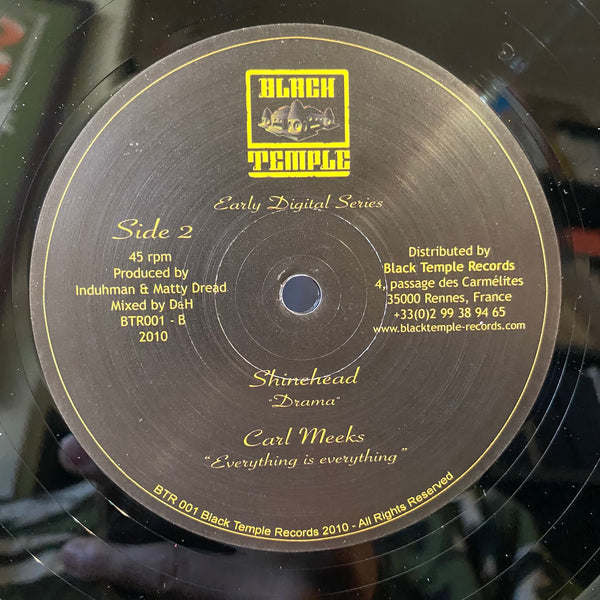 BLACK
TEMPLE
Early Digital Series
Side 2
45 rpm
Produced by
Induhman & Matty Dread
Mixed by D&H
BTR001 - B
2010
Distributed by
Black Temple Records
4, passage des Carmélites
35000 Rennes, France
+33(0)2 99 38 94 65
www.blacktemple-records.com
Shinehead
"Drama"
Carl Meeks
"Everything is everything"
BTR 001 Black Temple Records 2010 - All Rights Reserved